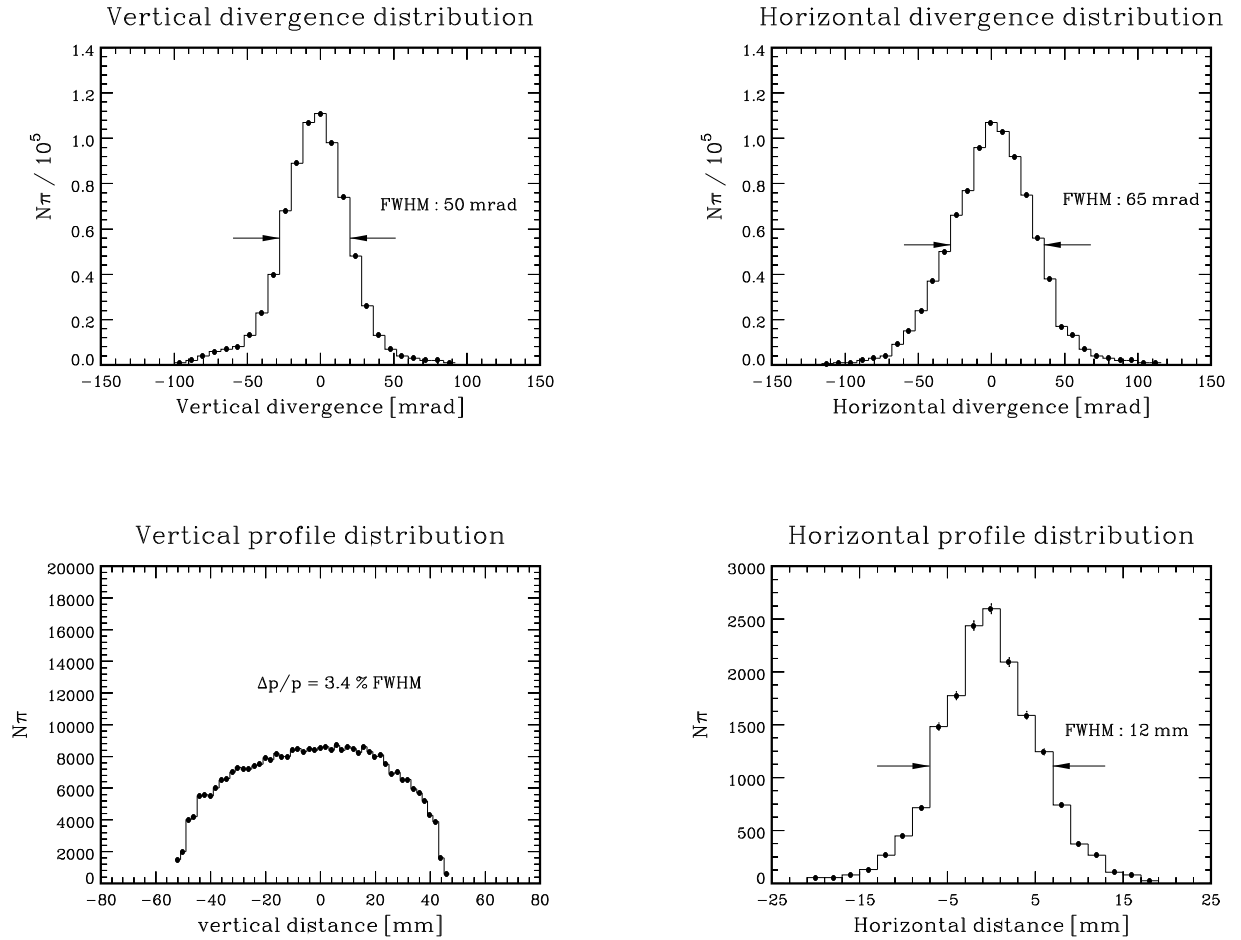 Vertical divergence distribution
1.4
1.2
1.0
0.8
0.6
0.4
0.2
0.0
Nπ / 10⁵
FWHM : 50 mrad
−150 −100 −50 0 50 100 150
Vertical divergence [mrad]
Horizontal divergence distribution
1.4
1.2
1.0
0.8
0.6
0.4
0.2
0.0
Nπ / 10⁵
FWHM : 65 mrad
−150 −100 −50 0 50 100 150
Horizontal divergence [mrad]
Vertical profile distribution
20000
18000
16000
14000
12000
10000
8000
6000
4000
2000
0
Nπ
Δp/p = 3.4 % FWHM
−80 −60 −40 −20 0 20 40 60 80
vertical distance [mm]
Horizontal profile distribution
3000
2500
2000
1500
1000
500
0
Nπ
FWHM : 12 mm
−25 −15 −5 5 15 25
Horizontal distance [mm]